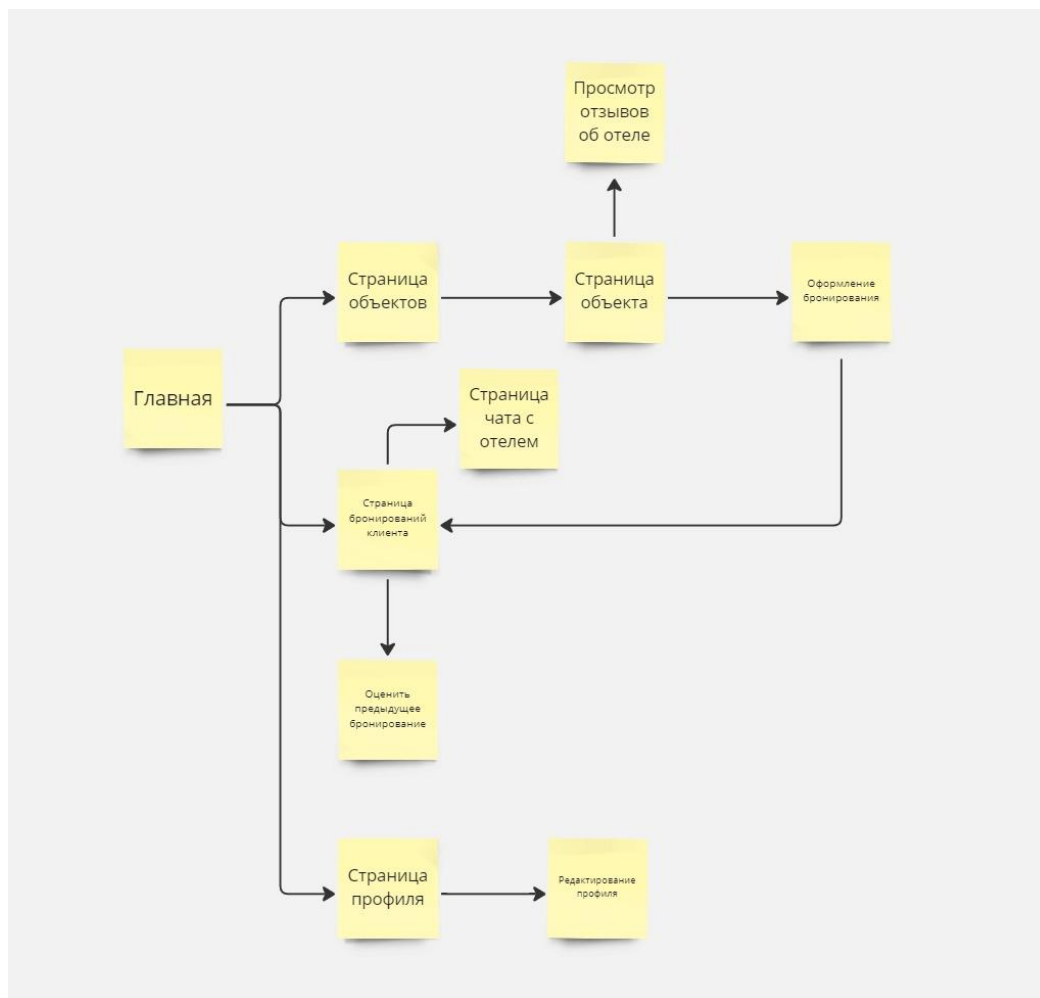 Просмотр
отзывов
об отеле
Страница
объектов
Страница
объекта
Оформление
бронирования
Главная
Страница
чата с
отелем
Страница
бронирований
клиента
Оценить
предыдущее
бронирование
Страница
профиля
Редактирование
профиля